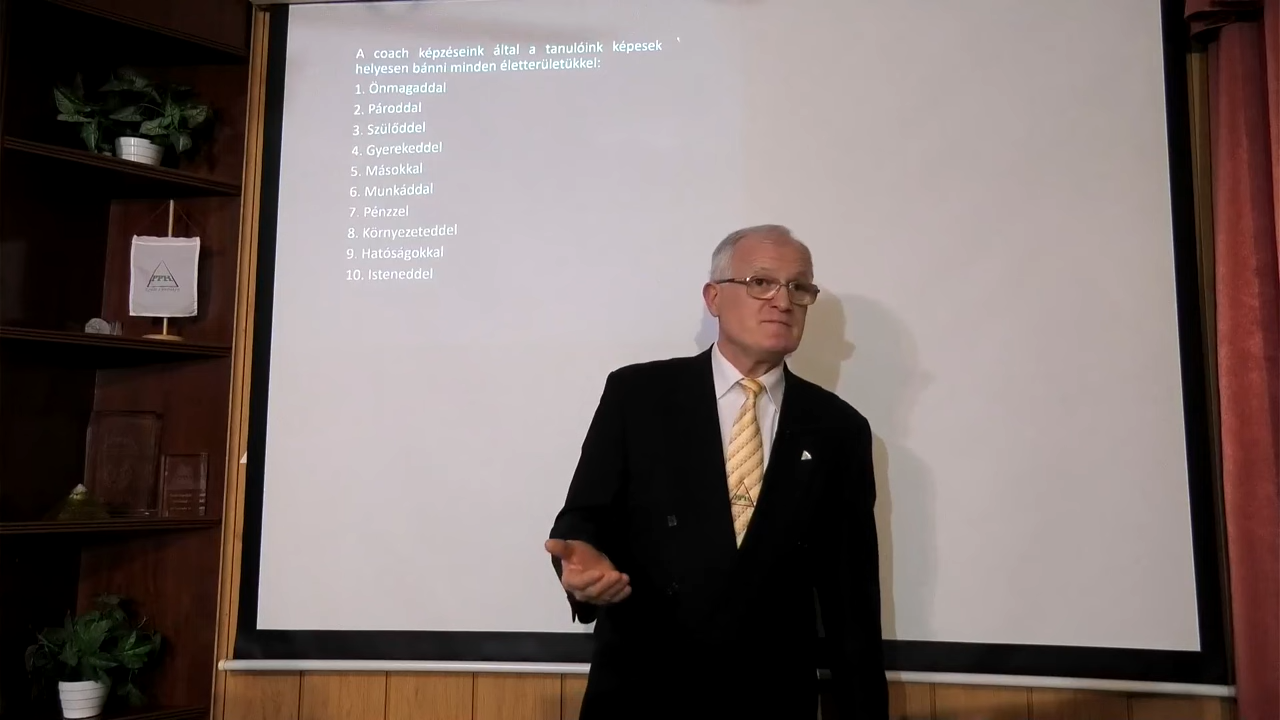 A coach képzéseink által a tanulóink képesek
helyesen bánni minden életterületükkel:
1. Önmagaddal
2. Pároddal
3. Szülőddel
4. Gyerekeddel
5. Másokkal
6. Munkáddal
7. Pénzzel
8. Környezeteddel
9. Hatóságokkal
10. Isteneddel